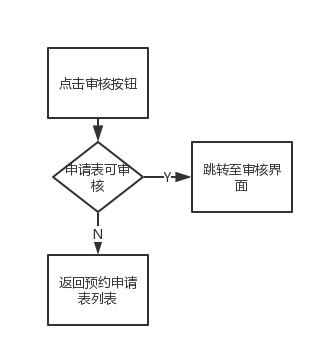 点击审核按钮
申请表可审
核
Y
跳转至审核界
面
N
返回预约申请
表列表